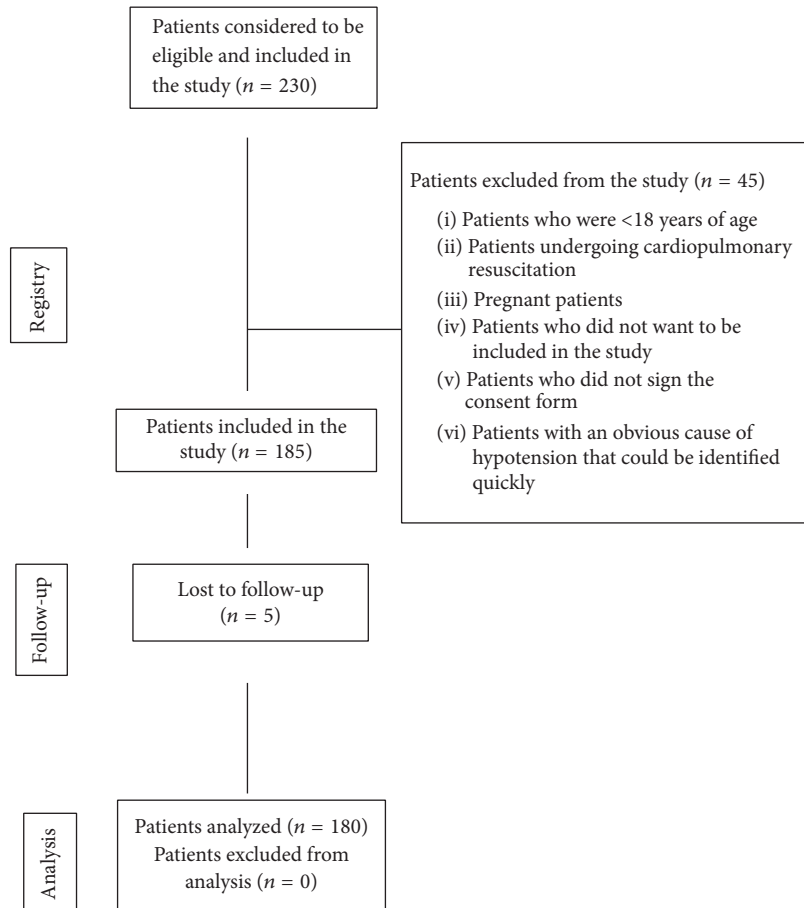 Patients considered to be
eligible and included in
the study (n = 230)
Patients excluded from the study (n = 45)
(i) Patients who were <18 years of age
(ii) Patients undergoing cardiopulmonary
resuscitation
(iii) Pregnant patients
(iv) Patients who did not want to be
included in the study
(v) Patients who did not sign the
consent form
(vi) Patients with an obvious cause of
hypotension that could be identified
quickly
Registry
Patients included in the
study (n = 185)
Follow-up
Lost to follow-up
(n = 5)
Analysis
Patients analyzed (n = 180)
Patients excluded from
analysis (n = 0)